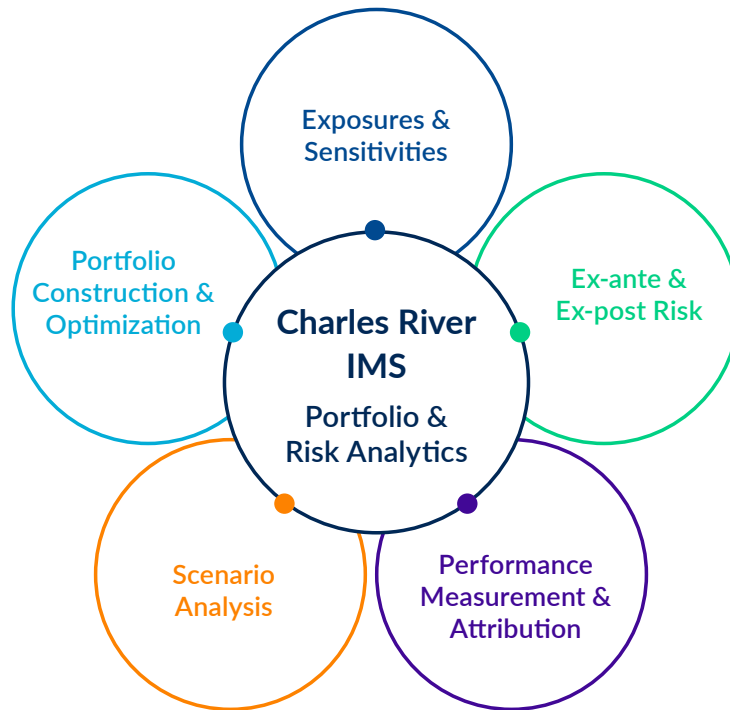 Exposures &
Sensitivities
Portfolio
Construction &
Optimization
Ex-ante &
Ex-post Risk
Charles River
IMS
Portfolio &
Risk Analytics
Scenario
Analysis
Performance
Measurement &
Attribution